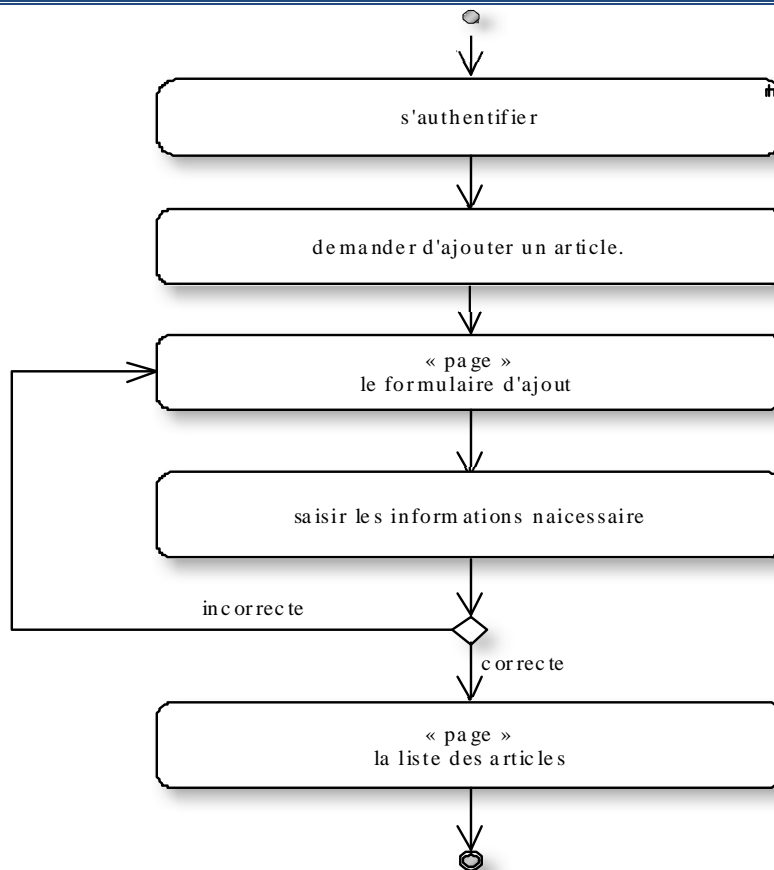 s'authentifier
demander d'ajouter un article.
« page »
le formulaire d'ajout
saisir les informations naicessaire
incorrecte
correcte
« page »
la liste des articles